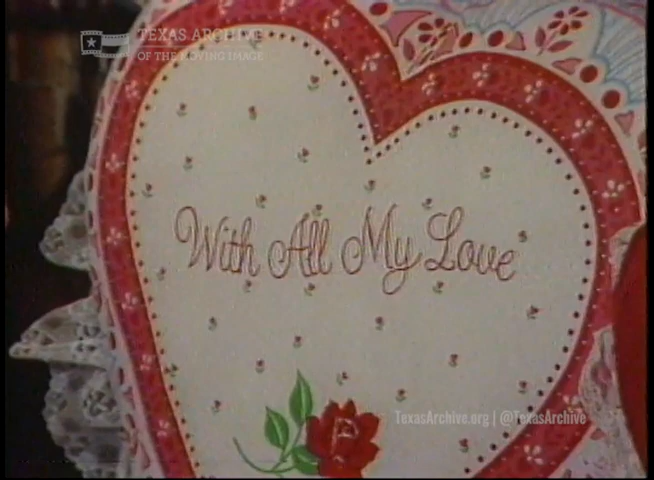 TEXAS ARCHIVE
OF THE MOVING IMAGE
With All My Love
TexasArchive.org | @TexasArchive